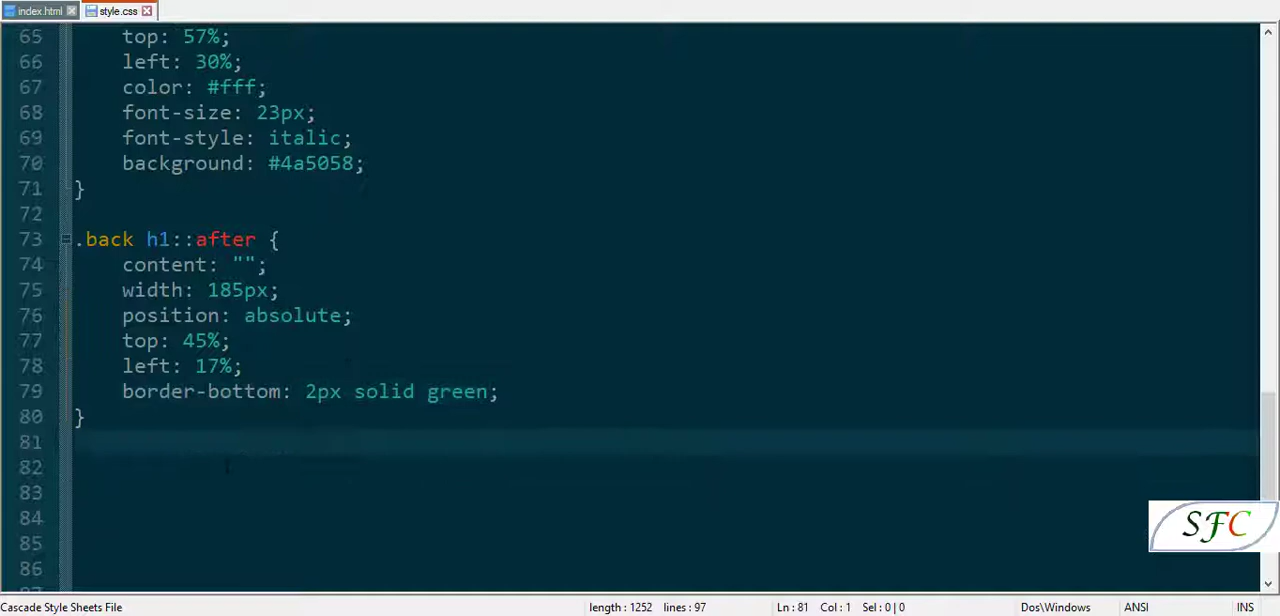 index.html style.css
65 top: 57%;
66 left: 30%;
67 color: #fff;
68 font-size: 23px;
69 font-style: italic;
70 background: #4a5058;
71 }
72
73 .back h1::after {
74 content: "";
75 width: 185px;
76 position: absolute;
77 top: 45%;
78 left: 17%;
79 border-bottom: 2px solid green;
80 }
81
82
83
84
85
86
SFC
Cascade Style Sheets File length : 1252 lines : 97 Ln : 81 Col : 1 Sel : 0 | 0 Dos\Windows ANSI INS